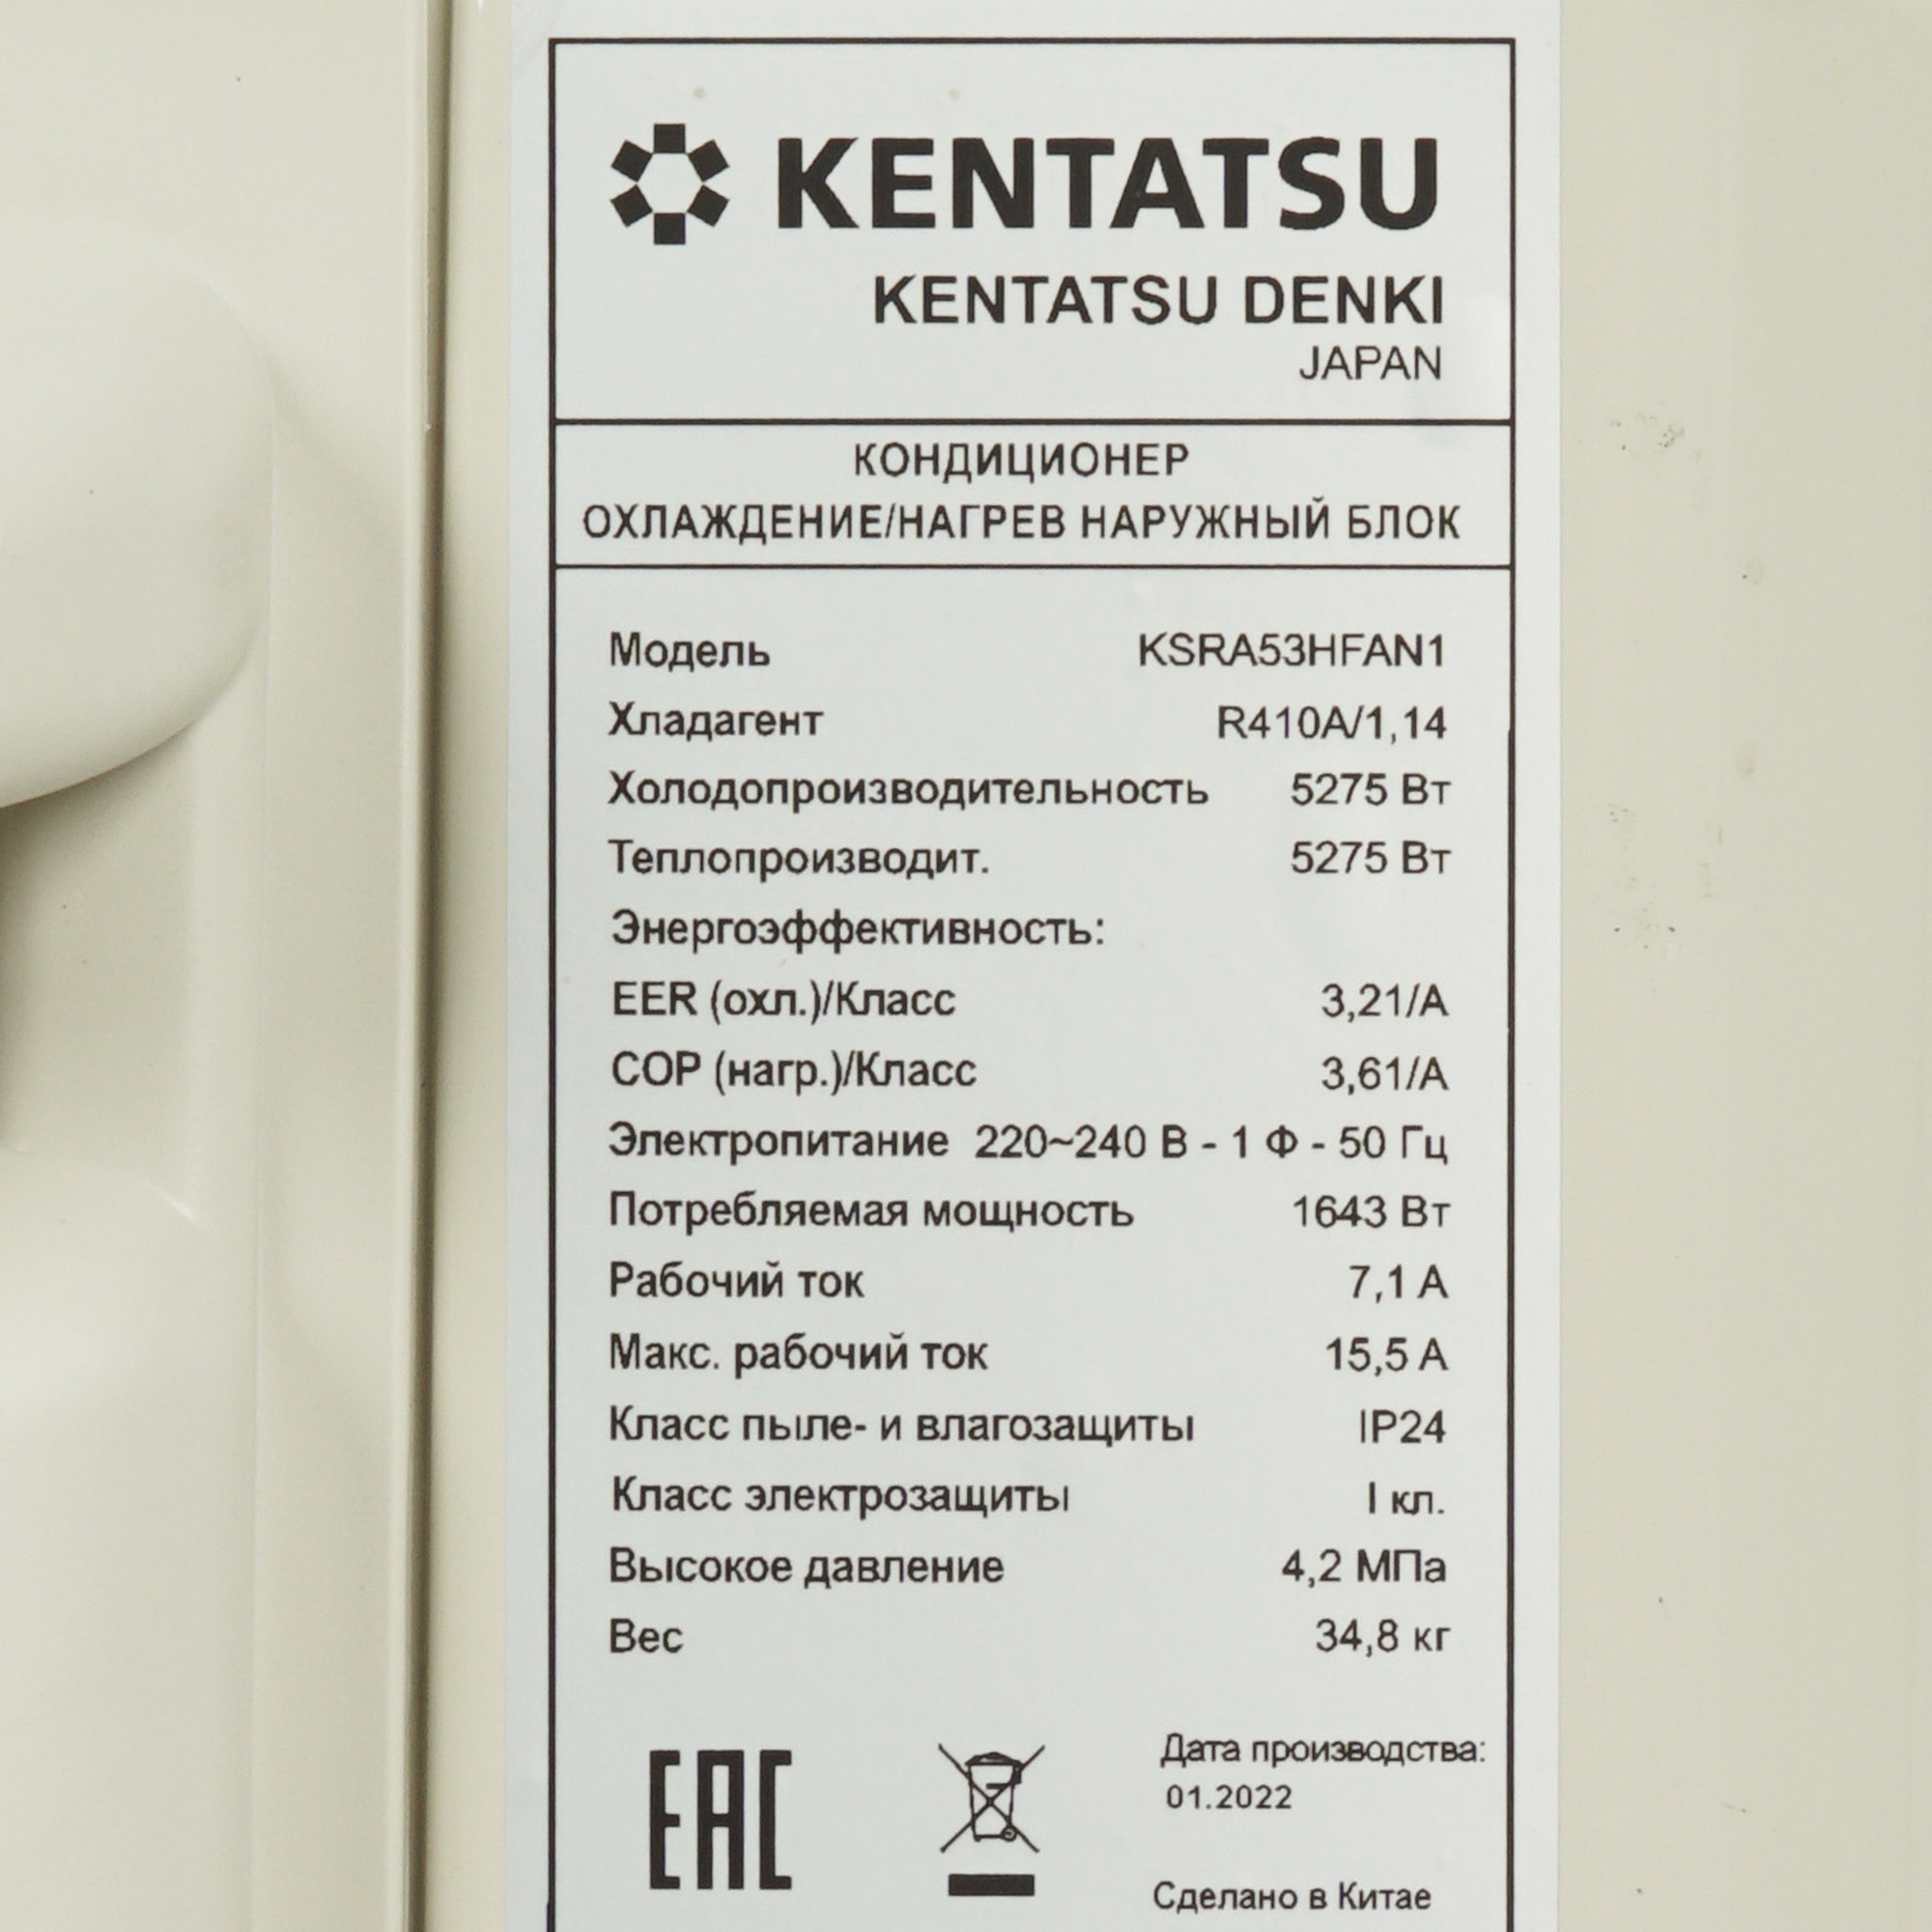 KENTATSU
KENTATSU DENKI
JAPAN
КОНДИЦИОНЕР
ОХЛАЖДЕНИЕ/НАГРЕВ НАРУЖНЫЙ БЛОК
Модель KSRA53HFAN1
Хладагент R410A/1,14
Холодопроизводительность 5275 Вт
Теплопроизводит. 5275 Вт
Энергоэффективность:
EER (охл.)/Класс 3,21/A
COP (нагр.)/Класс 3,61/A
Электропитание 220~240 В - 1 Ф - 50 Гц
Потребляемая мощность 1643 Вт
Рабочий ток 7,1 А
Макс. рабочий ток 15,5 А
Класс пыле- и влагозащиты IP24
Класс электрозащиты I кл.
Высокое давление 4,2 МПа
Вес 34,8 кг
EAC
Дата производства:
01.2022
Сделано в Китае